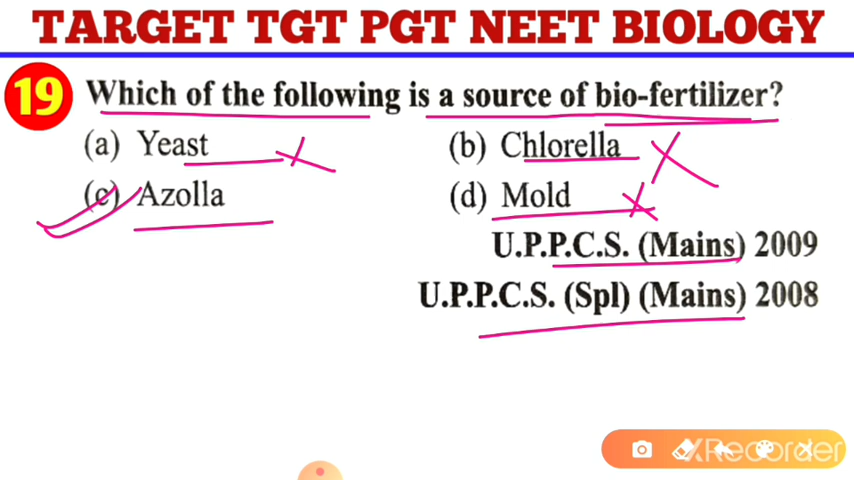 TARGET TGT PGT NEET BIOLOGY
19 Which of the following is a source of bio-fertilizer?
(a) Yeast (b) Chlorella
(c) Azolla (d) Mold
U.P.P.C.S. (Mains) 2009
U.P.P.C.S. (Spl) (Mains) 2008
XRecorder